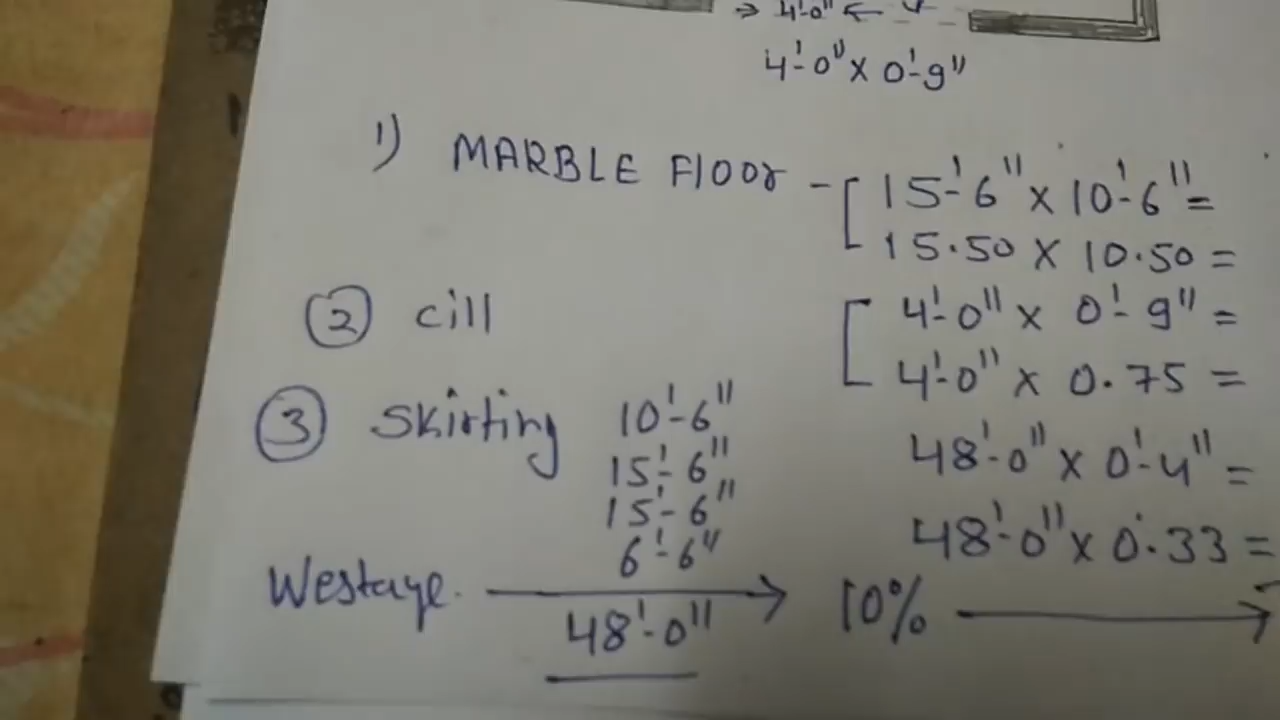 → 4'-0" ←
4'-0" x 0'-9"
1) MARBLE Floor - [ 15'-6" x 10'-6" =
15.50 x 10.50 =
② cill [ 4'-0" x 0'-9" =
4'-0" x 0.75 =
③ Skirting 10'-6" 48'-0" x 0'-4" =
15'-6"
15'-6" 48'-0" x 0.33 =
6'-6"
Westage. → 10% →
48'-0"